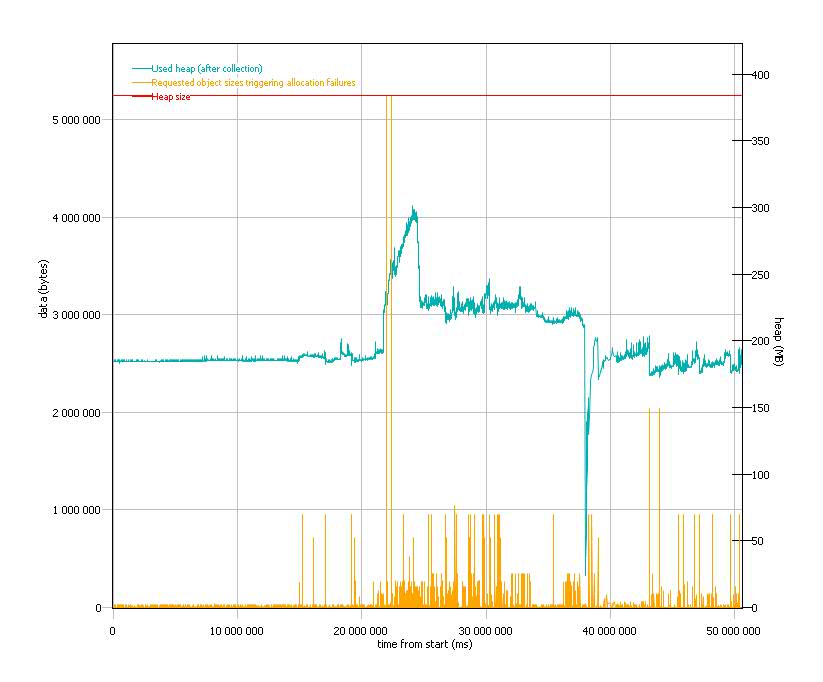 Used heap (after collection)
Requested object sizes triggering allocation failures
Heap size
400
5 000 000
350
4 000 000
300
250
data (bytes)
3 000 000
heap (MB)
200
2 000 000
150
100
1 000 000
50
0
0
0
10 000 000
20 000 000
30 000 000
40 000 000
50 000 000
time from start (ms)